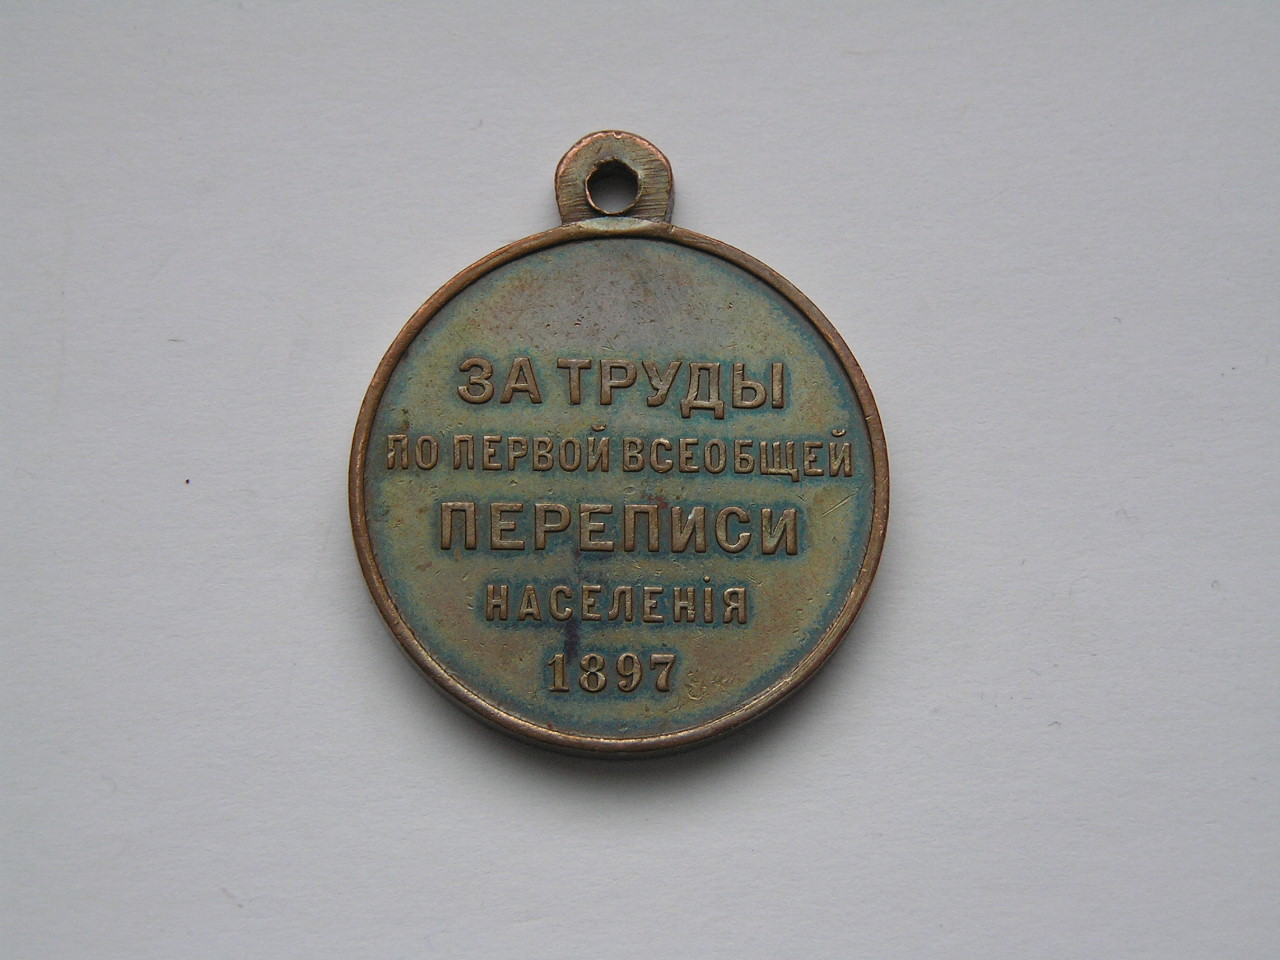 ЗА ТРУДЫ
ПО ПЕРВОЙ ВСЕОБЩЕЙ
ПЕРЕПИСИ
НАСЕЛЕНІЯ
1897